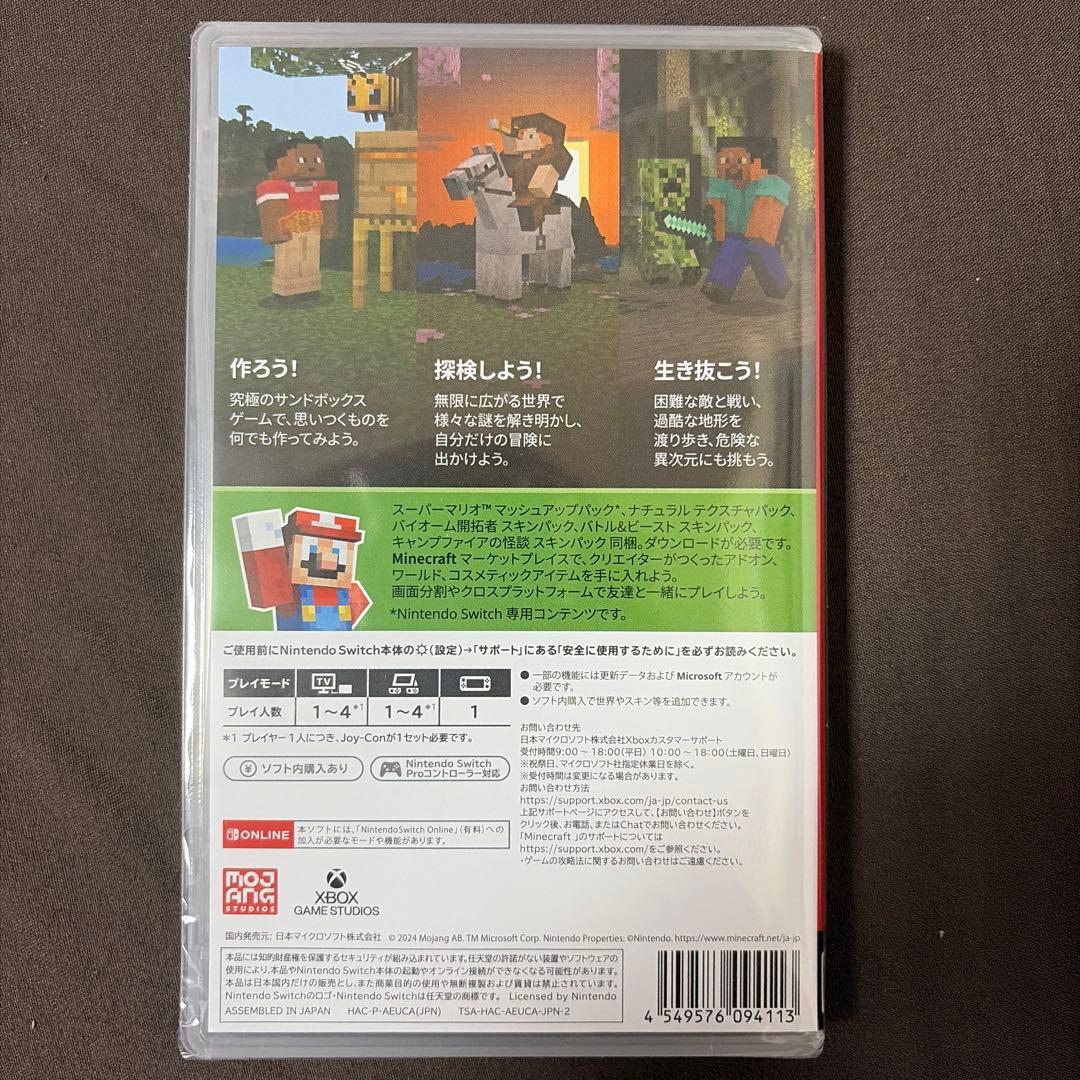 作ろう!
究極のサンドボックス
ゲームで、思いつくものを
何でも作ってみよう。
探検しよう!
無限に広がる世界で
様々な謎を解き明かし、
自分だけの冒険に
出かけよう。
生き抜こう!
困難な敵と戦い、
過酷な地形を
渡り歩き、危険な
異次元にも挑もう。
スーパーマリオ™ マッシュアップパック*、ナチュラル テクスチャパック、
バイオーム開拓者 スキンパック、バトル&ビースト スキンパック、
キャンプファイアの怪談 スキンパック 同梱。ダウンロードが必要です。
Minecraft マーケットプレイスで、クリエイターがつくったアドオン、
ワールド、コスメティックアイテムを手に入れよう。
画面分割やクロスプラットフォームで友達と一緒にプレイしよう。
*Nintendo Switch 専用コンテンツです。
ご使用前にNintendo Switch本体の(設定)→「サポート」にある「安全に使用するために」を必ずお読みください。
プレイモード TV
プレイ人数 1～4*1 1～4*1 1
*1 プレイヤー1人につき、Joy-Conが1セット必要です。
¥ ソフト内購入あり
Nintendo Switch
Proコントローラー対応
ONLINE
本ソフトには、「Nintendo Switch Online」(有料)への
加入が必要なモードや機能があります。
● 一部の機能には更新データおよび Microsoft アカウントが
必要です。
● ソフト内購入で世界やスキン等を追加できます。
お問い合わせ先
日本マイクロソフト株式会社Xboxカスタマーサポート
受付時間9:00～18:00(平日) 10:00～18:00(土曜日、日曜日)
※祝祭日、マイクロソフト社指定休業日を除く。
※受付時間は変更になる場合があります。
お問い合わせ方法
https://support.xbox.com/ja-jp/contact-us
上記サポートページにアクセスして、【お問い合わせ】ボタンを
クリック後、お電話、またはChatでお問い合わせください。
「Minecraft 」のサポートについては
https://support.xbox.com/をご参照ください。
・ゲームの攻略法に関するお問い合わせはご遠慮ください。
MOJANG
STUDIOS
XBOX
GAME STUDIOS
国内発売元: 日本マイクロソフト株式会社 © 2024 Mojang AB. TM Microsoft Corp. Nintendo Properties: ©Nintendo. https://www.minecraft.net/ja-jp
本品には知的財産権を保護するセキュリティが組み込まれています。任天堂の許諾がない装置やソフトウェアの
使用により、本品やNintendo Switch本体の起動やオンライン接続ができなくなる可能性があります。
本品は日本国内だけの販売とし、また商業目的の使用や無断複製および賃貸は禁止されています。
Nintendo Switchのロゴ・Nintendo Switchは任天堂の商標です。 Licensed by Nintendo
ASSEMBLED IN JAPAN HAC-P-AEUCA(JPN) TSA-HAC-AEUCA-JPN-2
4 549576 094113